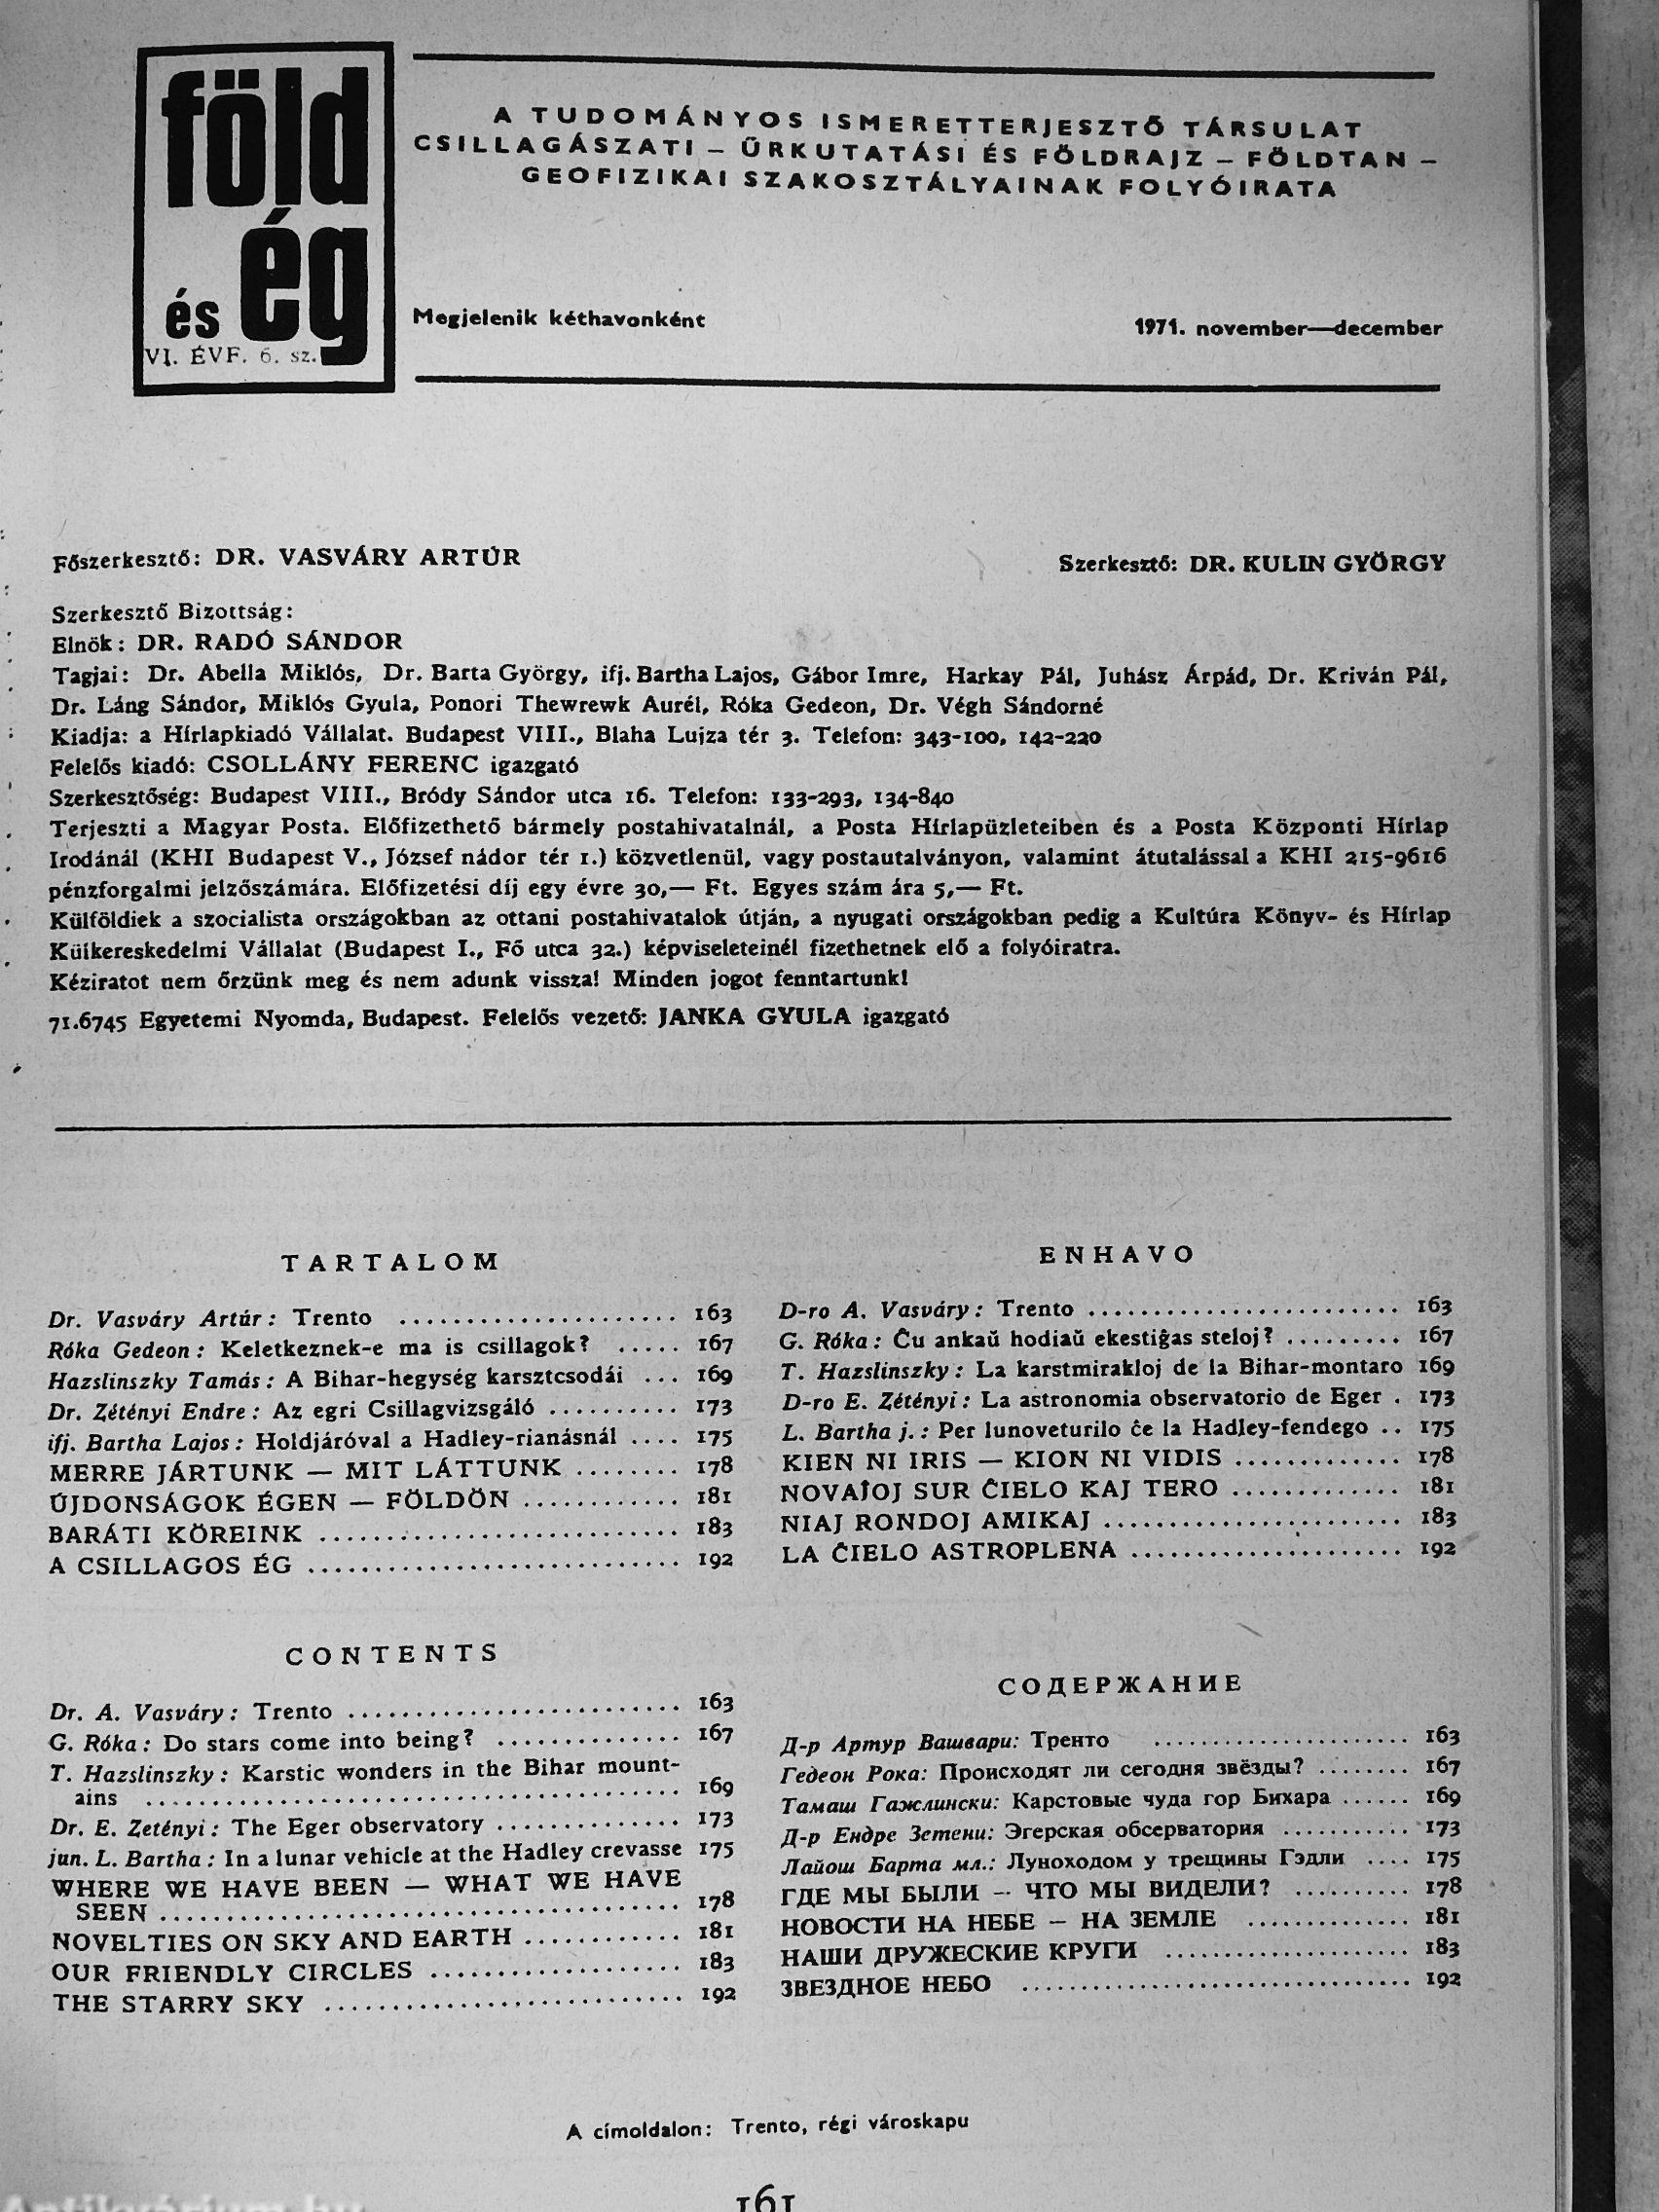 föld
és ég
VI. ÉVF. 6. sz.
A TUDOMÁNYOS ISMERETTERJESZTŐ TÁRSULAT
CSILLAGÁSZATI – ŰRKUTATÁSI ÉS FÖLDRAJZ – FÖLDTAN –
GEOFIZIKAI SZAKOSZTÁLYAINAK FOLYÓIRATA
Megjelenik kéthavonként
1971. november—december
Főszerkesztő: DR. VASVÁRY ARTÚR
Szerkesztő: DR. KULIN GYÖRGY
Szerkesztő Bizottság:
Elnök: DR. RADÓ SÁNDOR
Tagjai: Dr. Abella Miklós, Dr. Barta György, ifj. Bartha Lajos, Gábor Imre, Harkay Pál, Juhász Árpád, Dr. Kriván Pál,
Dr. Láng Sándor, Miklós Gyula, Ponori Thewrewk Aurél, Róka Gedeon, Dr. Végh Sándorné
Kiadja: a Hírlapkiadó Vállalat. Budapest VIII., Blaha Lujza tér 3. Telefon: 343-100, 142-220
Felelős kiadó: CSOLLÁNY FERENC igazgató
Szerkesztőség: Budapest VIII., Bródy Sándor utca 16. Telefon: 133-293, 134-840
Terjeszti a Magyar Posta. Előfizethető bármely postahivatalnál, a Posta Hírlapüzleteiben és a Posta Központi Hírlap
Irodánál (KHI Budapest V., József nádor tér 1.) közvetlenül, vagy postautalványon, valamint átutalással a KHI 215-9616
pénzforgalmi jelzőszámára. Előfizetési díj egy évre 30,— Ft. Egyes szám ára 5,— Ft.
Külföldiek a szocialista országokban az ottani postahivatalok útján, a nyugati országokban pedig a Kultúra Könyv- és Hírlap
Külkereskedelmi Vállalat (Budapest I., Fő utca 32.) képviseleteinél fizethetnek elő a folyóiratra.
Kéziratot nem őrzünk meg és nem adunk vissza! Minden jogot fenntartunk!
71.6745 Egyetemi Nyomda, Budapest. Felelős vezető: JANKA GYULA igazgató
TARTALOM
Dr. Vasváry Artúr: Trento .................... 163
Róka Gedeon: Keletkeznek-e ma is csillagok? ..... 167
Hazslinszky Tamás: A Bihar-hegység karsztcsodái ... 169
Dr. Zétényi Endre: Az egri Csillagvizsgáló .......... 173
ifj. Bartha Lajos: Holdjáróval a Hadley-rianásnál .... 175
MERRE JÁRTUNK — MIT LÁTTUNK ........ 178
ÚJDONSÁGOK ÉGEN — FÖLDÖN ............ 181
BARÁTI KÖREINK .......................... 183
A CSILLAGOS ÉG .......................... 192
ENHAVO
D-ro A. Vasváry: Trento ........................ 163
G. Róka: Ĉu ankaŭ hodiaŭ ekestiĝas steloj? ......... 167
T. Hazslinszky: La karstmirakloj de la Bihar-montaro 169
D-ro E. Zétényi: La astronomia observatorio de Eger . 173
L. Bartha j.: Per lunoveturilo ĉe la Hadley-fendego .. 175
KIEN NI IRIS — KION NI VIDIS ............. 178
NOVAĴOJ SUR ĈIELO KAJ TERO ............. 181
NIAJ RONDOJ AMIKAJ ....................... 183
LA ĈIELO ASTROPLENA ..................... 192
CONTENTS
Dr. A. Vasváry: Trento ......................... 163
G. Róka: Do stars come into being? .............. 167
T. Hazslinszky: Karstic wonders in the Bihar mount-
ains ........................................ 169
Dr. E. Zetényi: The Eger observatory .............. 173
jun. L. Bartha: In a lunar vehicle at the Hadley crevasse 175
WHERE WE HAVE BEEN — WHAT WE HAVE
SEEN ...................................... 178
NOVELTIES ON SKY AND EARTH ............ 181
OUR FRIENDLY CIRCLES ................... 183
THE STARRY SKY .......................... 192
СОДЕРЖАНИЕ
Д-р Артур Вашвари: Тренто ...................... 163
Гедеон Рока: Происходят ли сегодня звёзды? ........ 167
Тамаш Гажлински: Карстовые чуда гор Бихара ...... 169
Д-р Ендре Зетени: Эгерская обсерватория ........... 173
Лайош Барта мл.: Луноходом у трещины Гэдли .... 175
ГДЕ МЫ БЫЛИ — ЧТО МЫ ВИДЕЛИ? .......... 178
НОВОСТИ НА НЕБЕ – НА ЗЕМЛЕ .............. 181
НАШИ ДРУЖЕСКИЕ КРУГИ ..................... 183
ЗВЕЗДНОЕ НЕБО ................................. 192
A címoldalon: Trento, régi városkapu
161
Antikvárium.hu